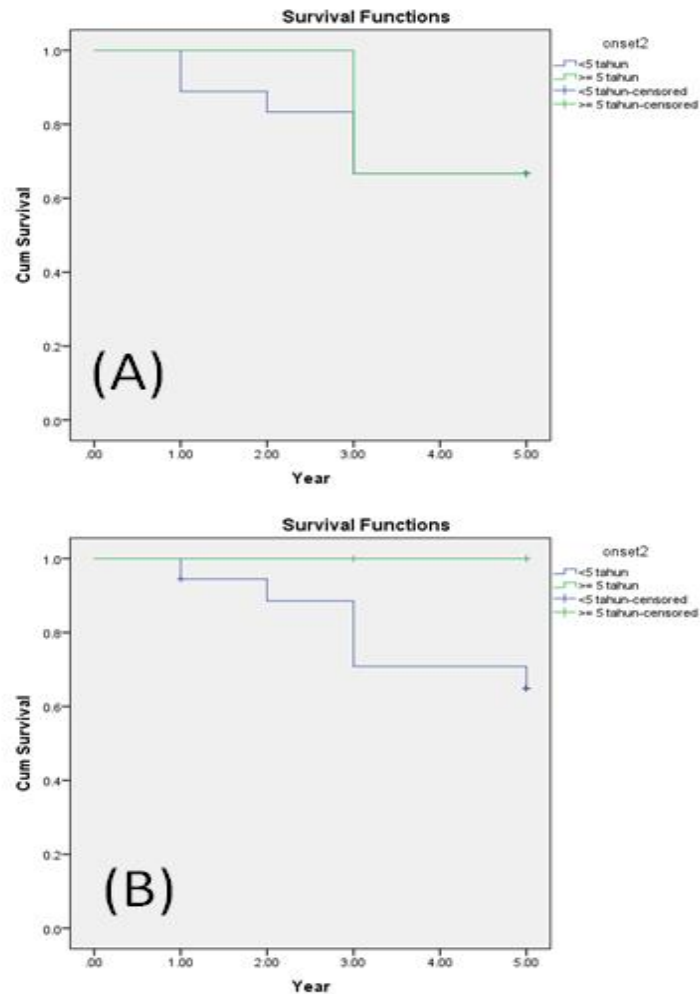 Survival Functions
onset2
<5 tahun
>= 5 tahun
<5 tahun-censored
>= 5 tahun-censored
1.0
0.8
0.6
0.4
0.2
0.0
Cum Survival
(A)
.00 1.00 2.00 3.00 4.00 5.00
Year
Survival Functions
onset2
<5 tahun
>= 5 tahun
<5 tahun-censored
>= 5 tahun-censored
1.0
0.8
0.6
0.4
0.2
0.0
Cum Survival
(B)
.00 1.00 2.00 3.00 4.00 5.00
Year